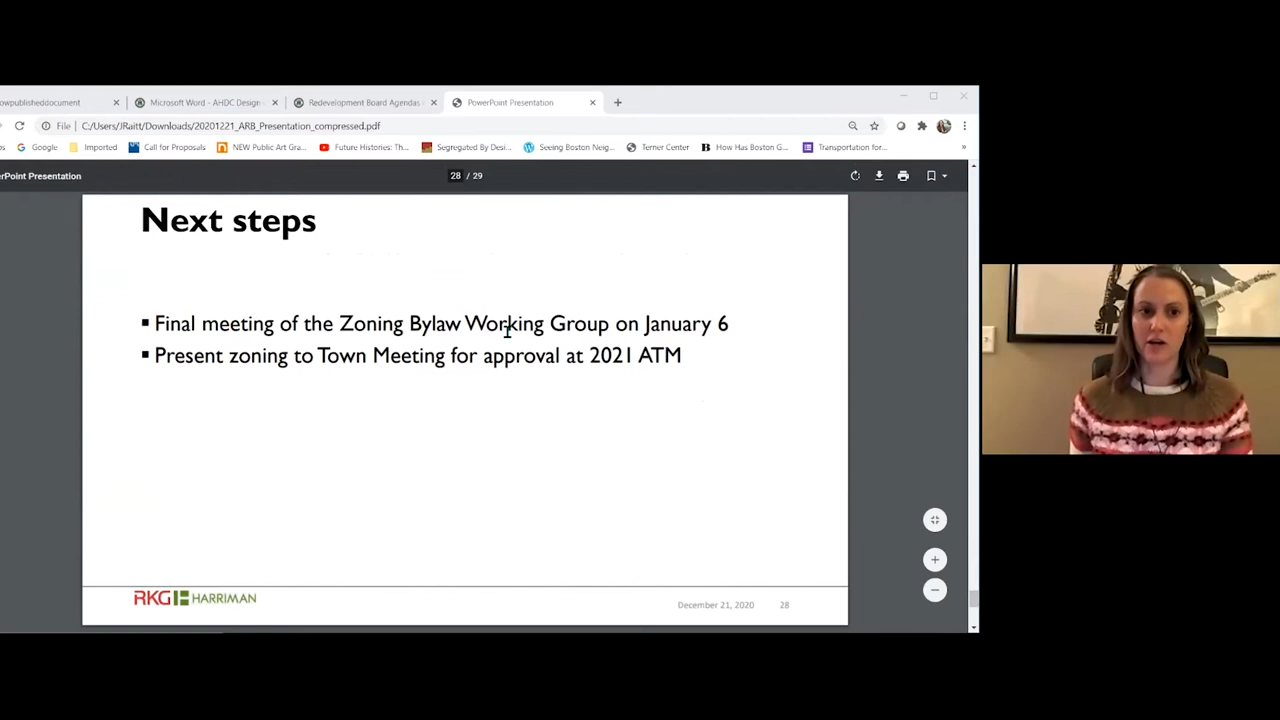 owpublisheddocument
Microsoft Word - AHDC Design
Redevelopment Board Agendas
PowerPoint Presentation
File
C:/Users/JRaitt/Downloads/20201221_ARB_Presentation_compressed.pdf
Google
Imported
Call for Proposals
NEW Public Art Gra...
Future Histories: Th...
Segregated By Desi...
Seeing Boston Neig...
Terner Center
How Has Boston G...
Transportation for...
»
erPoint Presentation
28 / 29
Next steps
▪ Final meeting of the Zoning Bylaw Working Group on January 6
▪ Present zoning to Town Meeting for approval at 2021 ATM
RKG HARRIMAN
December 21, 2020
28